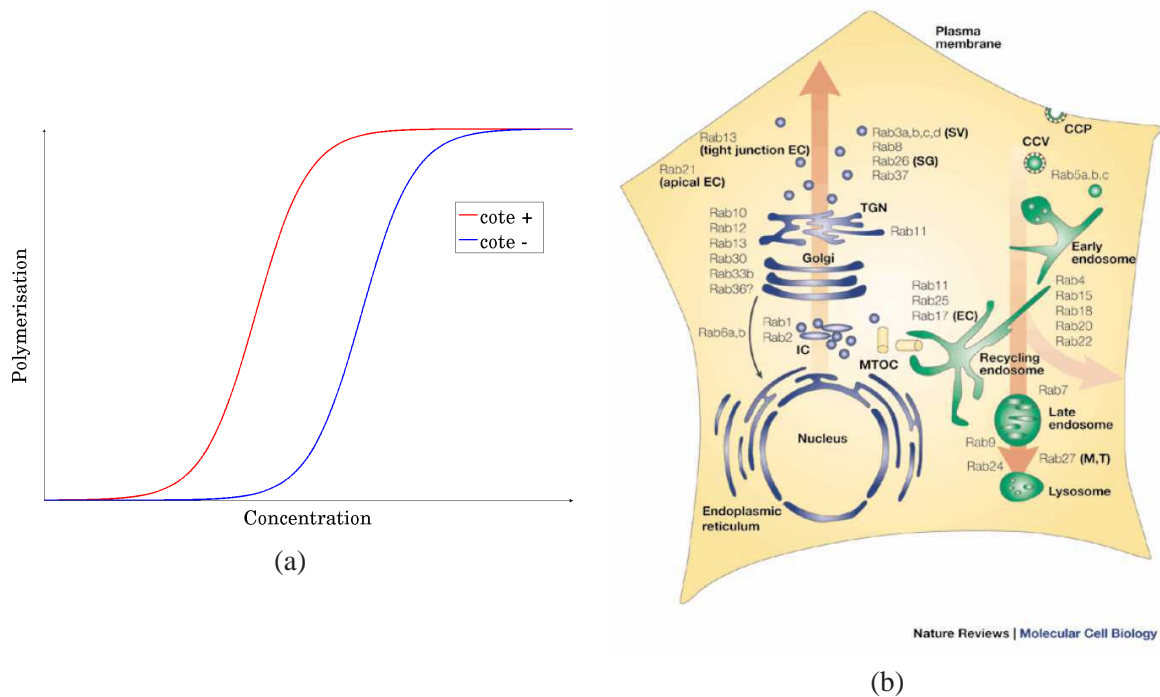 Polymerisation
cote +
cote -
Concentration
(a)
Plasma
membrane
CCP
CCV
Rab5a,b,c
Early
endosome
Rab13
(tight junction EC)
Rab21
(apical EC)
Rab3a,b,c,d (SV)
Rab8
Rab26 (SG)
Rab37
TGN
Rab10
Rab12
Rab13
Rab30
Rab33b
Rab36?
Rab11
Golgi
Rab6a,b
Rab1
Rab2
IC
MTOC
Rab11
Rab25
Rab17 (EC)
Recycling
endosome
Rab4
Rab15
Rab18
Rab20
Rab22
Rab7
Late
endosome
Rab9
Rab27 (M,T)
Rab24
Lysosome
Nucleus
Endoplasmic
reticulum
Nature Reviews | Molecular Cell Biology
(b)